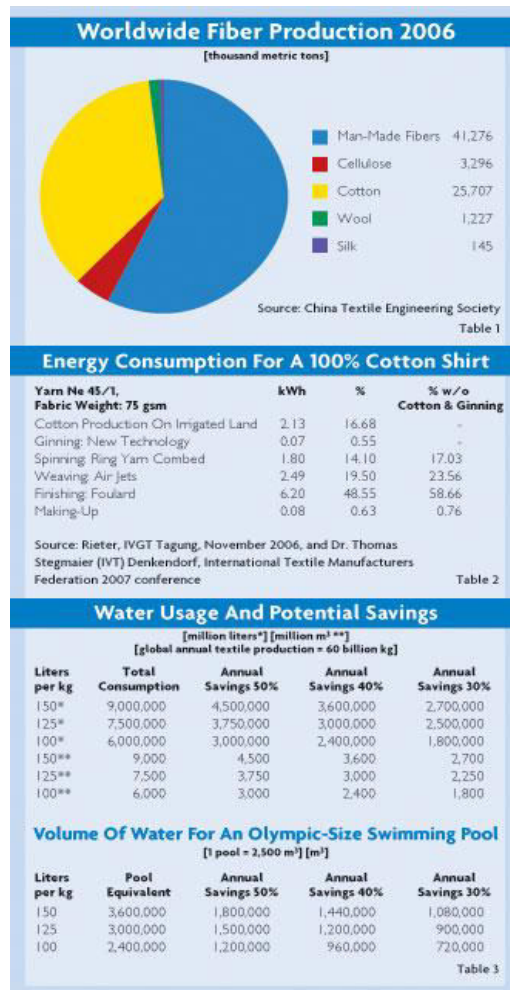 Worldwide Fiber Production 2006
[thousand metric tons]
Man-Made Fibers 41,276
Cellulose 3,296
Cotton 25,707
Wool 1,227
Silk 145
Source: China Textile Engineering Society
Table 1
Energy Consumption For A 100% Cotton Shirt
Yarn Ne 45/1, kWh % % w/o
Fabric Weight: 75 gsm Cotton & Ginning
Cotton Production On Irrigated Land 2.13 16.68 -
Ginning: New Technology 0.07 0.55 -
Spinning: Ring Yarn Combed 1.80 14.10 17.03
Weaving: Air Jets 2.49 19.50 23.56
Finishing: Foulard 6.20 48.55 58.66
Making-Up 0.08 0.63 0.76
Source: Rieter, IVGT Tagung, November 2006, and Dr. Thomas
Stegmaier (IVT) Denkendorf, International Textile Manufacturers
Federation 2007 conference Table 2
Water Usage And Potential Savings
[million liters*] [million m³ **]
[global annual textile production = 60 billion kg]
Liters Total Annual Annual Annual
per kg Consumption Savings 50% Savings 40% Savings 30%
150* 9,000,000 4,500,000 3,600,000 2,700,000
125* 7,500,000 3,750,000 3,000,000 2,500,000
100* 6,000,000 3,000,000 2,400,000 1,800,000
150** 9,000 4,500 3,600 2,700
125** 7,500 3,750 3,000 2,250
100** 6,000 3,000 2,400 1,800
Volume Of Water For An Olympic-Size Swimming Pool
[1 pool = 2,500 m³] [m³]
Liters Pool Annual Annual Annual
per kg Equivalent Savings 50% Savings 40% Savings 30%
150 3,600,000 1,800,000 1,440,000 1,080,000
125 3,000,000 1,500,000 1,200,000 900,000
100 2,400,000 1,200,000 960,000 720,000
Table 3